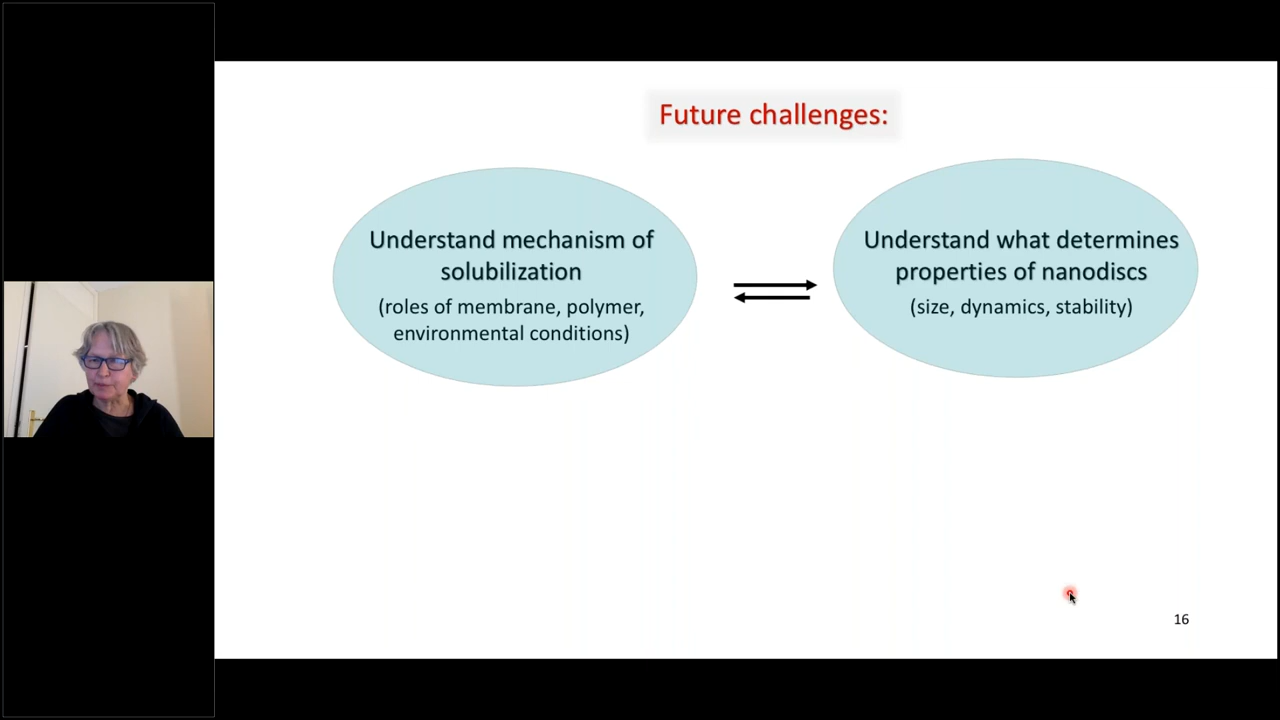 Future challenges:
Understand mechanism of
solubilization
(roles of membrane, polymer,
environmental conditions)
Understand what determines
properties of nanodiscs
(size, dynamics, stability)
16